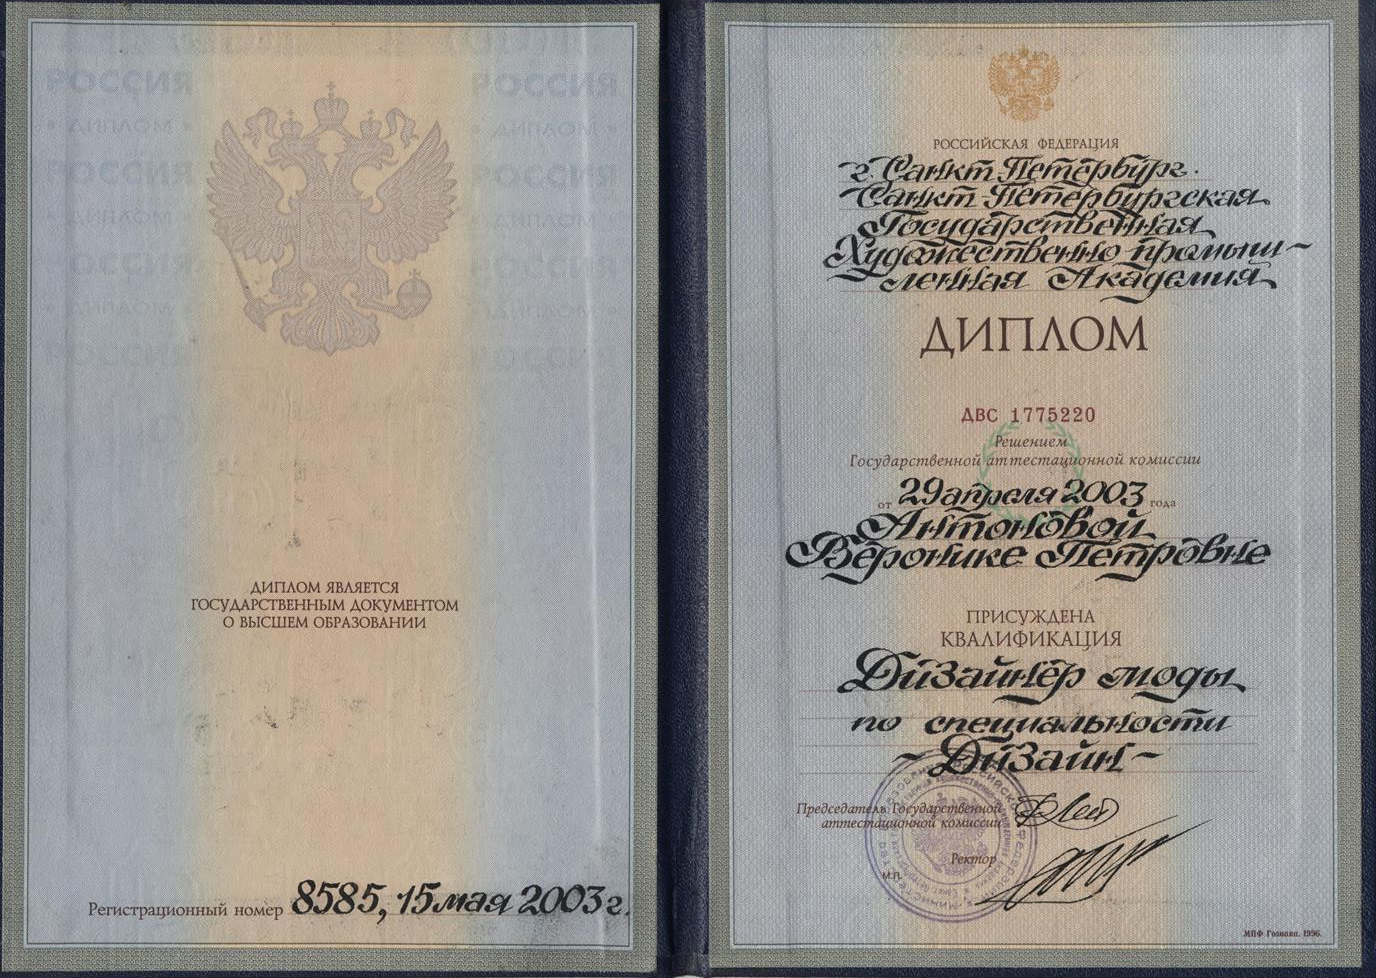 РОССИЯ РОССИЯ
« ДИПЛОМ » « ДИПЛОМ »
РОССИЯ РОССИЯ
« ДИПЛОМ » « ДИПЛОМ »
РОССИЯ РОССИЯ
« ДИПЛОМ » « ДИПЛОМ »
РОССИЯ РОССИЯ
ДИПЛОМ ЯВЛЯЕТСЯ
ГОСУДАРСТВЕННЫМ ДОКУМЕНТОМ
О ВЫСШЕМ ОБРАЗОВАНИИ
Регистрационный номер 8585, 15 мая 2003 г.
РОССИЙСКАЯ ФЕДЕРАЦИЯ
г. Санкт Петербург.
Санкт Петербургская
Государственная
Художественно промыш-
ленная Академия
ДИПЛОМ
ДВС 1775220
Решением
Государственной аттестационной комиссии
от 29 апреля 2003 года
Антоновой
Веронике Петровне
ПРИСУЖДЕНА
КВАЛИФИКАЦИЯ
Дизайнер моды
по специальности
~ Дизайн ~
Председатель Государственной
аттестационной комиссии
Ректор
М.П.
МПФ Гознака. 1996.